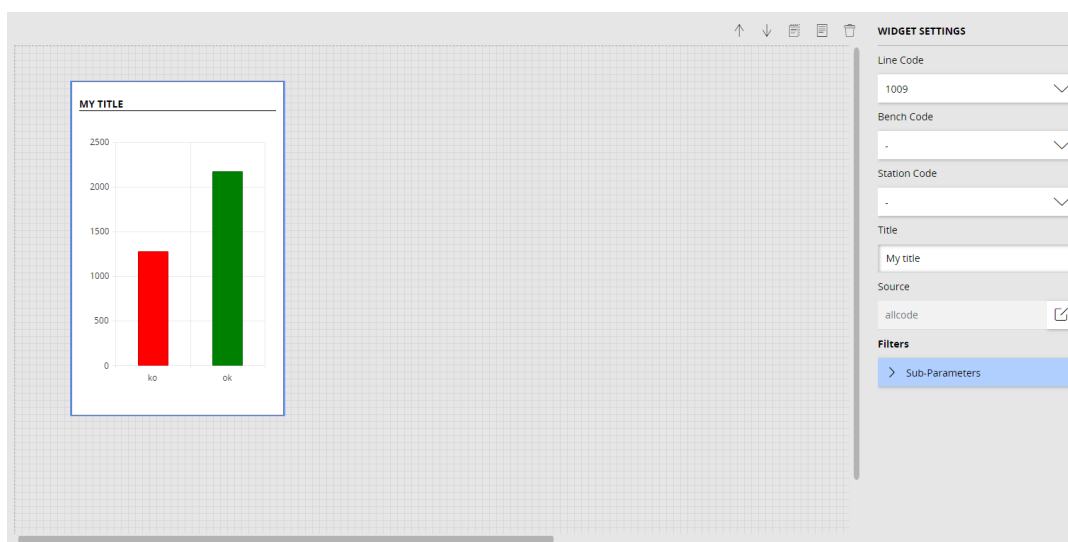 MY TITLE
2500
2000
1500
1000
500
0
ko ok
WIDGET SETTINGS
Line Code
1009
Bench Code
-
Station Code
-
Title
My title
Source
allcode
Filters
Sub-Parameters